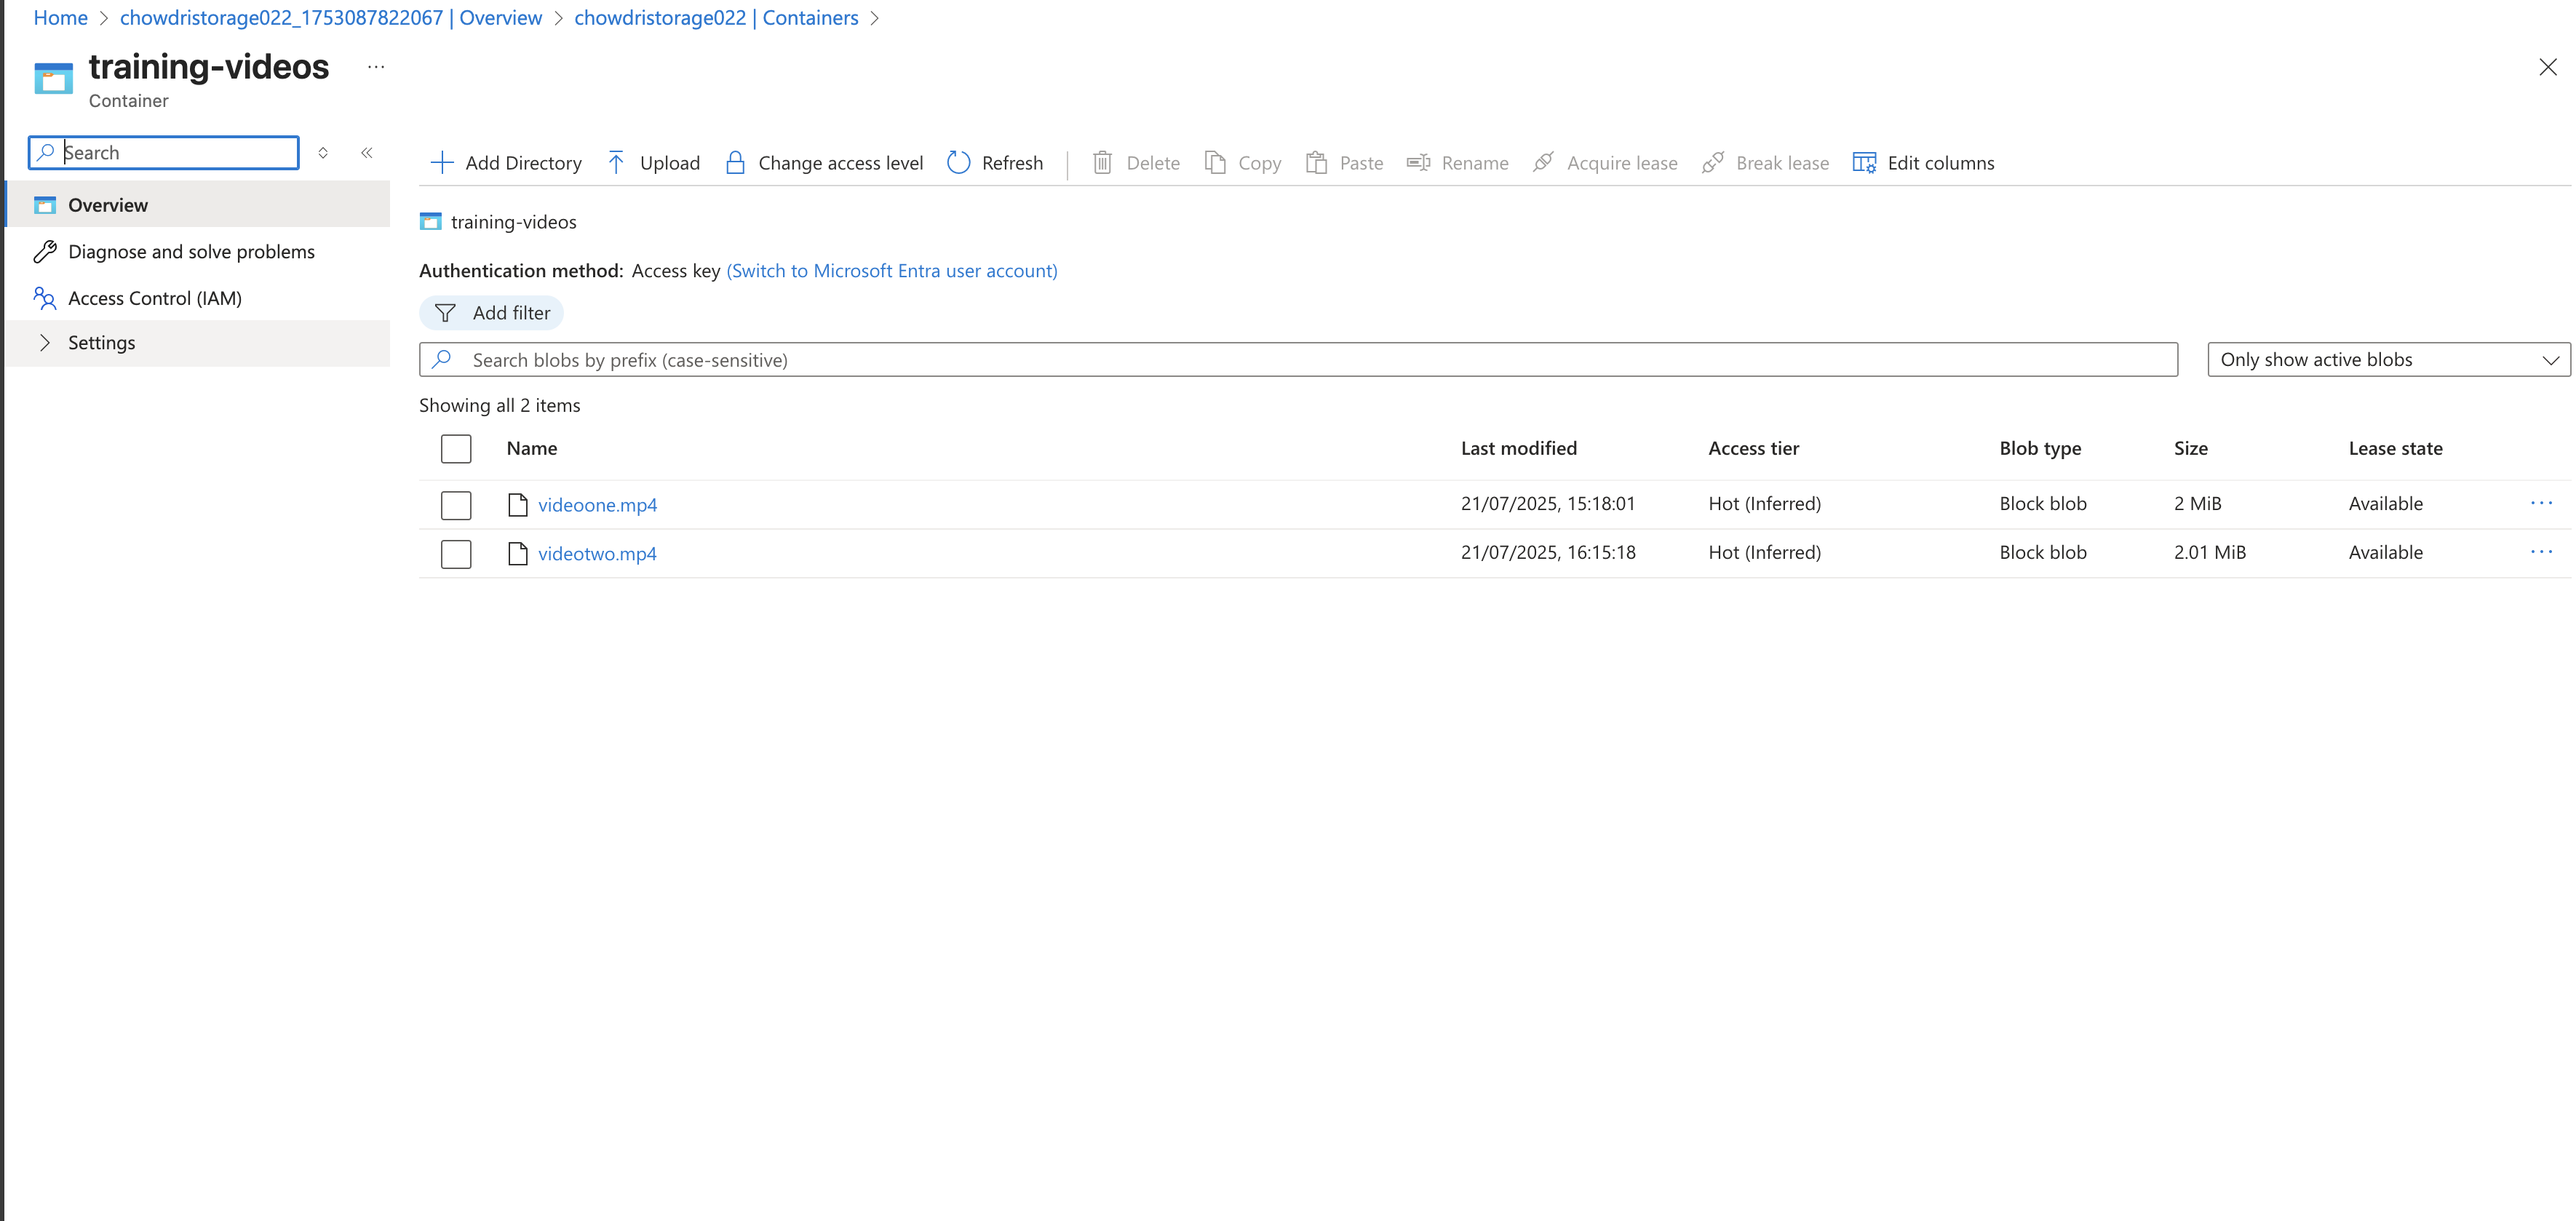 Home > chowdristorage022_1753087822067 | Overview > chowdristorage022 | Containers >
training-videos ...
Container
Search
Add Directory Upload Change access level Refresh Delete Copy Paste Rename Acquire lease Break lease Edit columns
Overview
Diagnose and solve problems
Access Control (IAM)
Settings
training-videos
Authentication method: Access key (Switch to Microsoft Entra user account)
Add filter
Search blobs by prefix (case-sensitive) Only show active blobs
Showing all 2 items
Name Last modified Access tier Blob type Size Lease state
videoone.mp4 21/07/2025, 15:18:01 Hot (Inferred) Block blob 2 MiB Available ...
videotwo.mp4 21/07/2025, 16:15:18 Hot (Inferred) Block blob 2.01 MiB Available ...